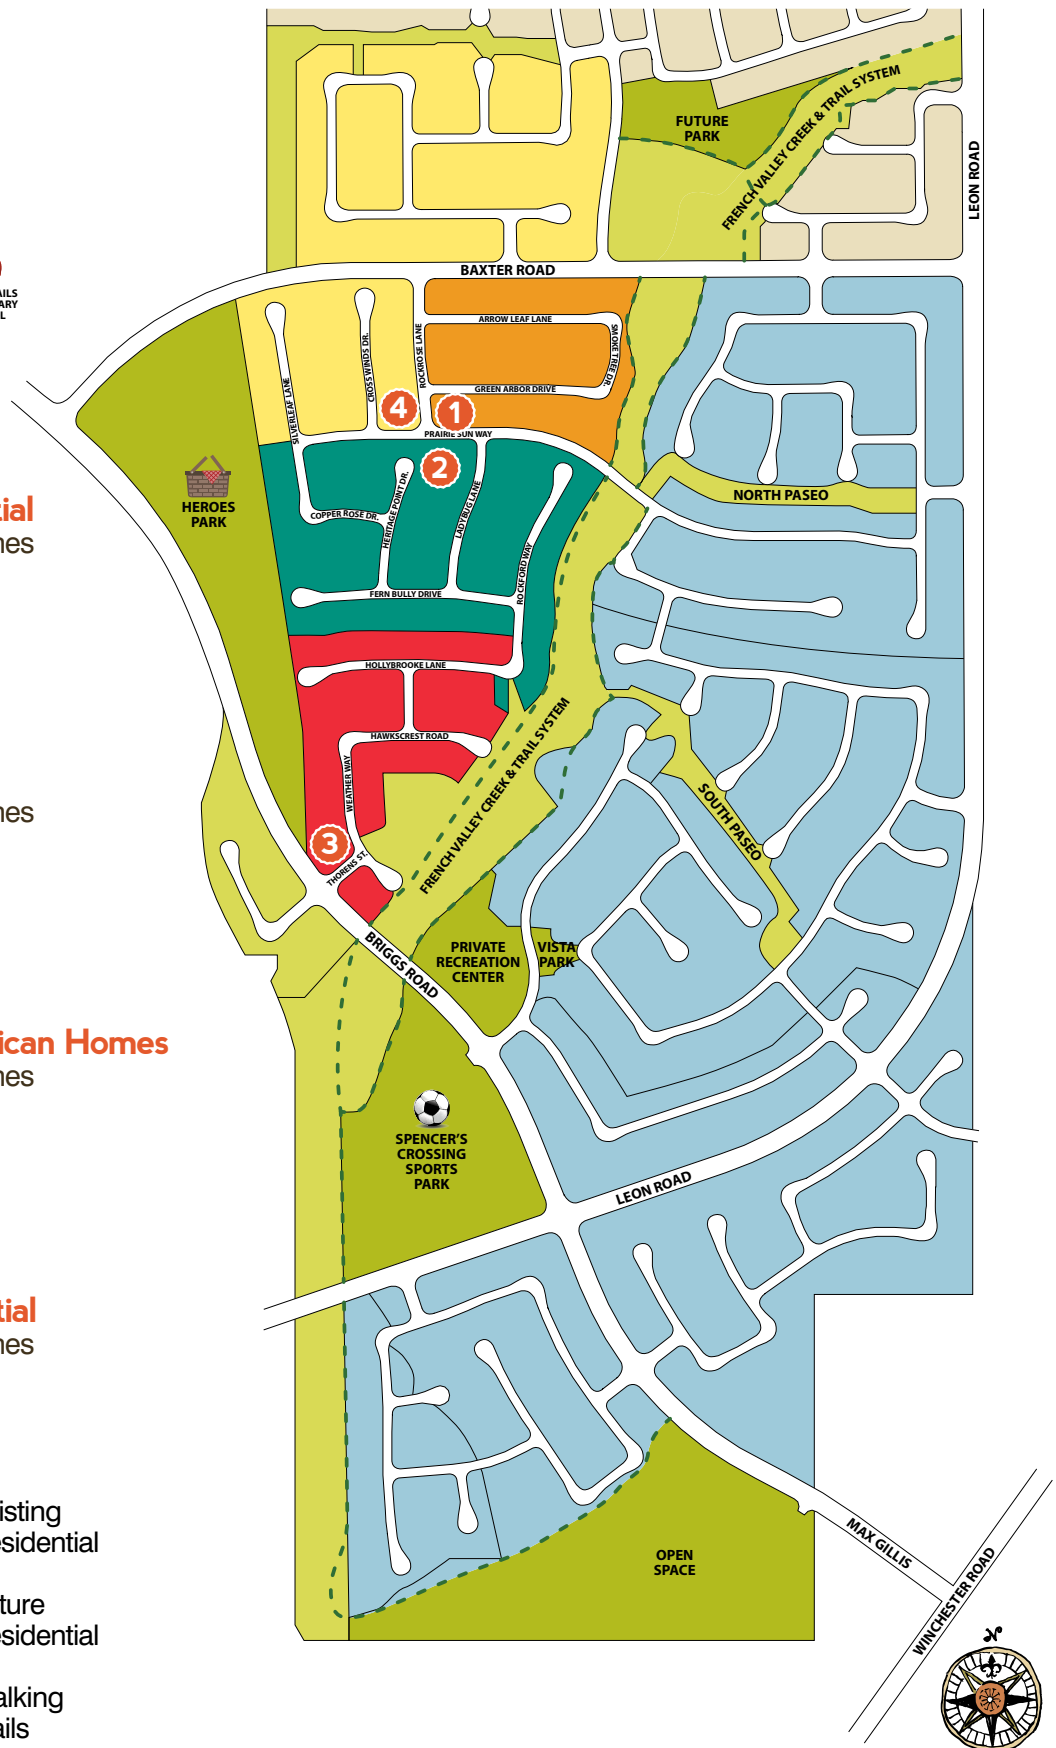 FUTURE
PARK
FRENCH VALLEY CREEK & TRAIL SYSTEM
LEON ROAD
BAXTER ROAD
ARROW LEAF LANE
SMOKE TREE DR.
ROCKROSE LANE
CROSS WINDS DR.
SILVERLEAF LANE
GREEN ARBOR DRIVE
4
1
PRAIRIE SUN WAY
2
HEROES
PARK
NORTH PASEO
COPPER ROSE DR.
HERITAGE POINT DR.
LADYBUG LANE
ROCKFORD WAY
FERN BULLY DRIVE
HOLLYBROOKE LANE
HAWKSCREST ROAD
WEATHER WAY
3
THORENS ST.
FRENCH VALLEY CREEK & TRAIL SYSTEM
SOUTH PASEO
BRIGGS ROAD
PRIVATE
RECREATION
CENTER
VISTA
PARK
SPENCER'S
CROSSING
SPORTS
PARK
LEON ROAD
OPEN
SPACE
MAX GILLIS
WINCHESTER ROAD
N
AILS
ARY
L
tial
nes
nes
ican Homes
nes
tial
nes
isting
esidential
ture
esidential
alking
ails